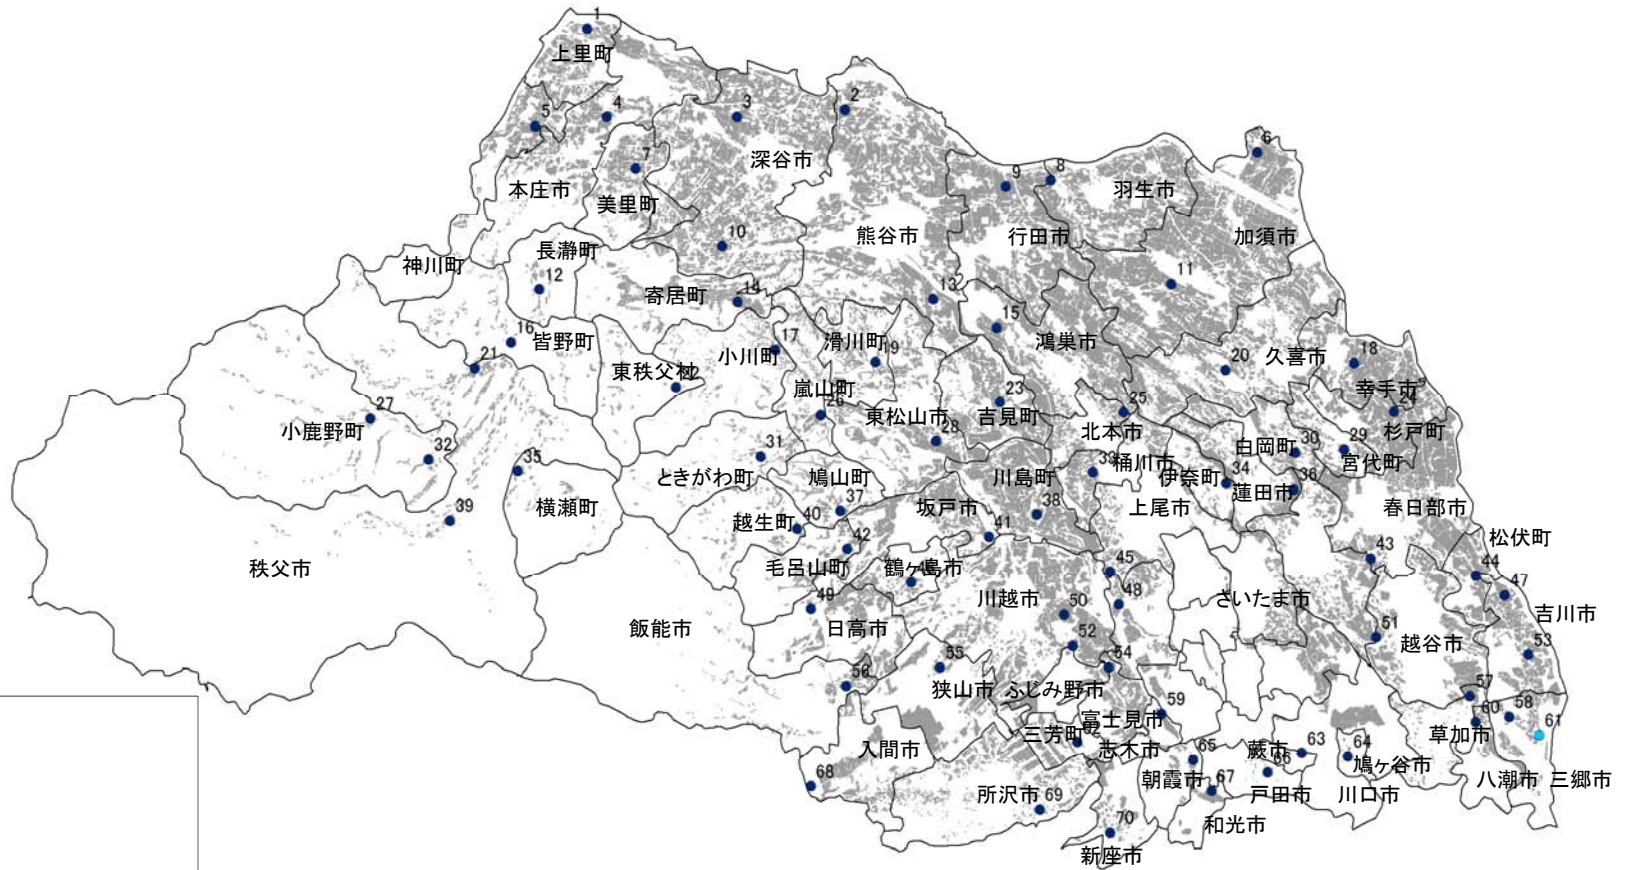 1
上里町
2
3
4
5
深谷市
6
7
8
9
羽生市
本庄市
美里町
10
熊谷市
行田市
加須市
長瀞町
神川町
11
12
寄居町
13
14
15
鴻巣市
16
皆野町
17
小川町
滑川町
久喜市
18
19
20
21
東秩父村
22
嵐山町
幸手市
23
24
25
26
東松山市
吉見町
北本市
杉戸町
27
小鹿野町
28
白岡町
29
30
宮代町
31
32
ときがわ町
鳩山町
川島町
33
桶川市
伊奈町
34
蓮田市
35
36
横瀬町
37
坂戸市
38
上尾市
春日部市
39
越生町
40
41
松伏町
42
43
秩父市
毛呂山町
鶴ヶ島市
44
45
46
47
川越市
48
さいたま市
49
吉川市
飯能市
日高市
50
51
越谷市
52
53
54
55
狭山市
ふじみ野市
56
57
58
59
富士見市
60
61
入間市
三芳町
62
志木市
草加市
蕨市
63
64
鳩ヶ谷市
65
朝霞市
66
戸田市
67
川口市
八潮市
三郷市
68
所沢市
69
和光市
70
新座市